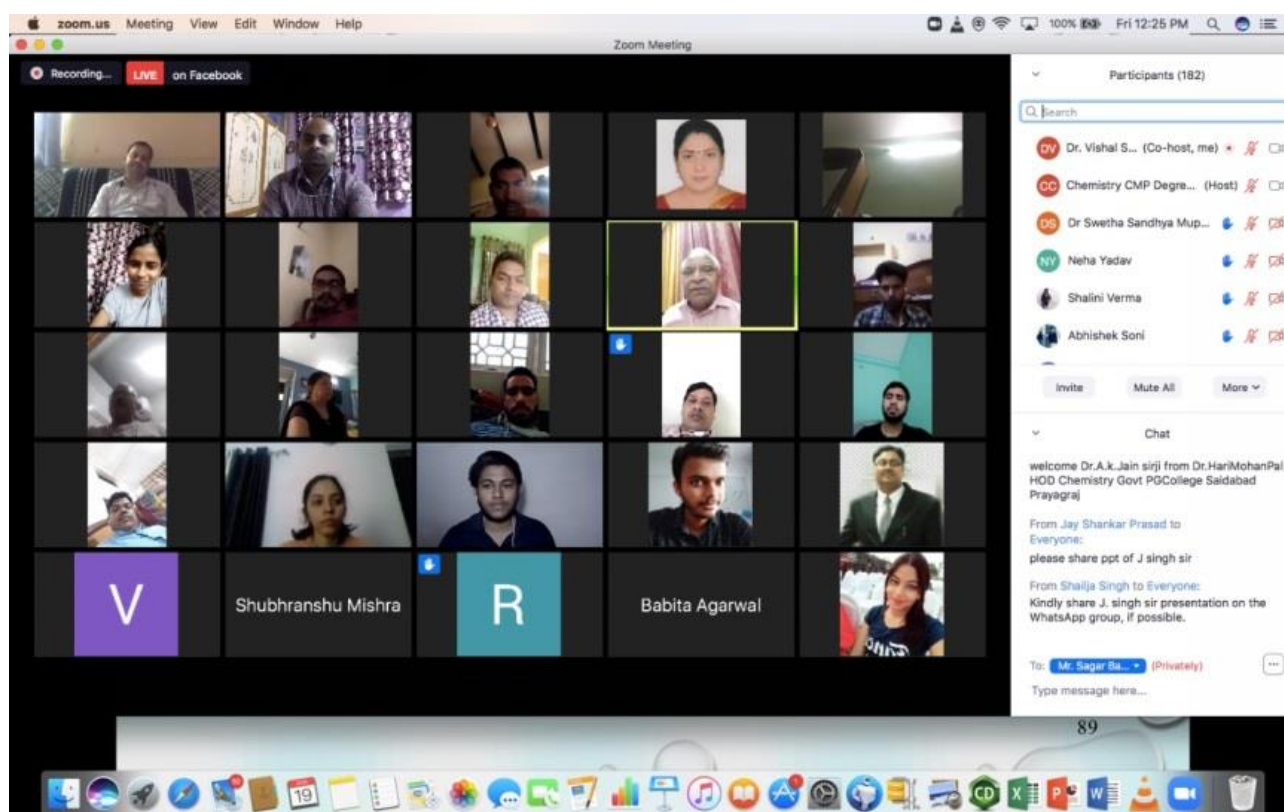 zoom.us Meeting View Edit Window Help
100% Fri 12:25 PM
Zoom Meeting
Recording... LIVE on Facebook
Participants (182)
Search
DV Dr. Vishal S... (Co-host, me)
CC Chemistry CMP Degre... (Host)
DS Dr Swetha Sandhya Mup...
NY Neha Yadav
Shalini Verma
Abhishek Soni
Invite Mute All More
Chat
welcome Dr.A.k.Jain sirji from Dr.HariMohanPal
HOD Chemistry Govt PGCollege Saidabad
Prayagraj
From Jay Shankar Prasad to
Everyone:
please share ppt of J singh sir
From Shailja Singh to Everyone:
Kindly share J. singh sir presentation on the
WhatsApp group, if possible.
To: Mr. Sagar Ba... (Privately)
Type message here...
V Shubhranshu Mishra R Babita Agarwal
89
19